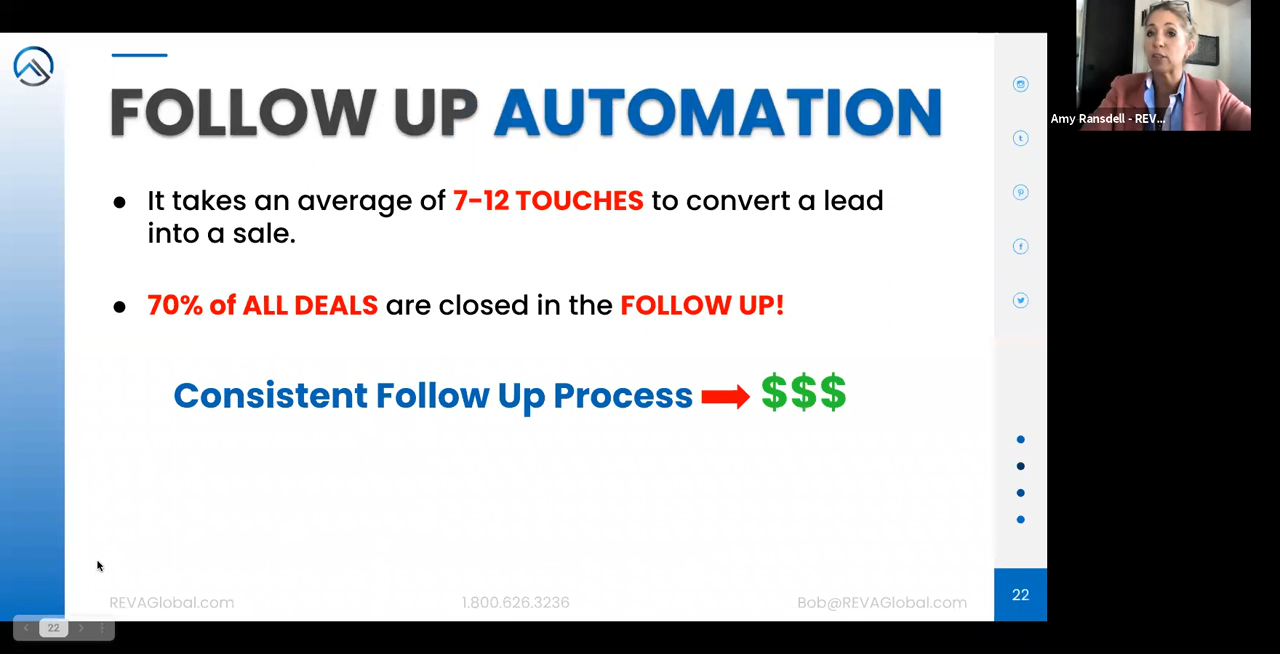 FOLLOW UP AUTOMATION
● It takes an average of 7-12 TOUCHES to convert a lead
into a sale.
● 70% of ALL DEALS are closed in the FOLLOW UP!
Consistent Follow Up Process $$$
REVAGlobal.com 1.800.626.3236 Bob@REVAGlobal.com
22
22
Amy Ransdell - REV...